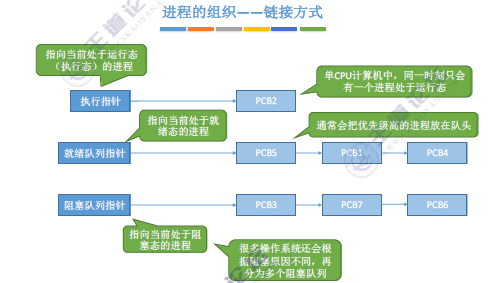 进程的组织——链接方式
指向当前处于运行态
（执行态）的进程
单CPU计算机中，同一时刻只会
有一个进程处于运行态
执行指针
PCB2
指向当前处于就
绪态的进程
通常会把优先级高的进程放在队头
就绪队列指针
PCB5
PCB1
PCB4
阻塞队列指针
PCB3
PCB7
PCB6
指向当前处于阻
塞态的进程
很多操作系统还会根
据阻塞原因不同，再
分为多个阻塞队列